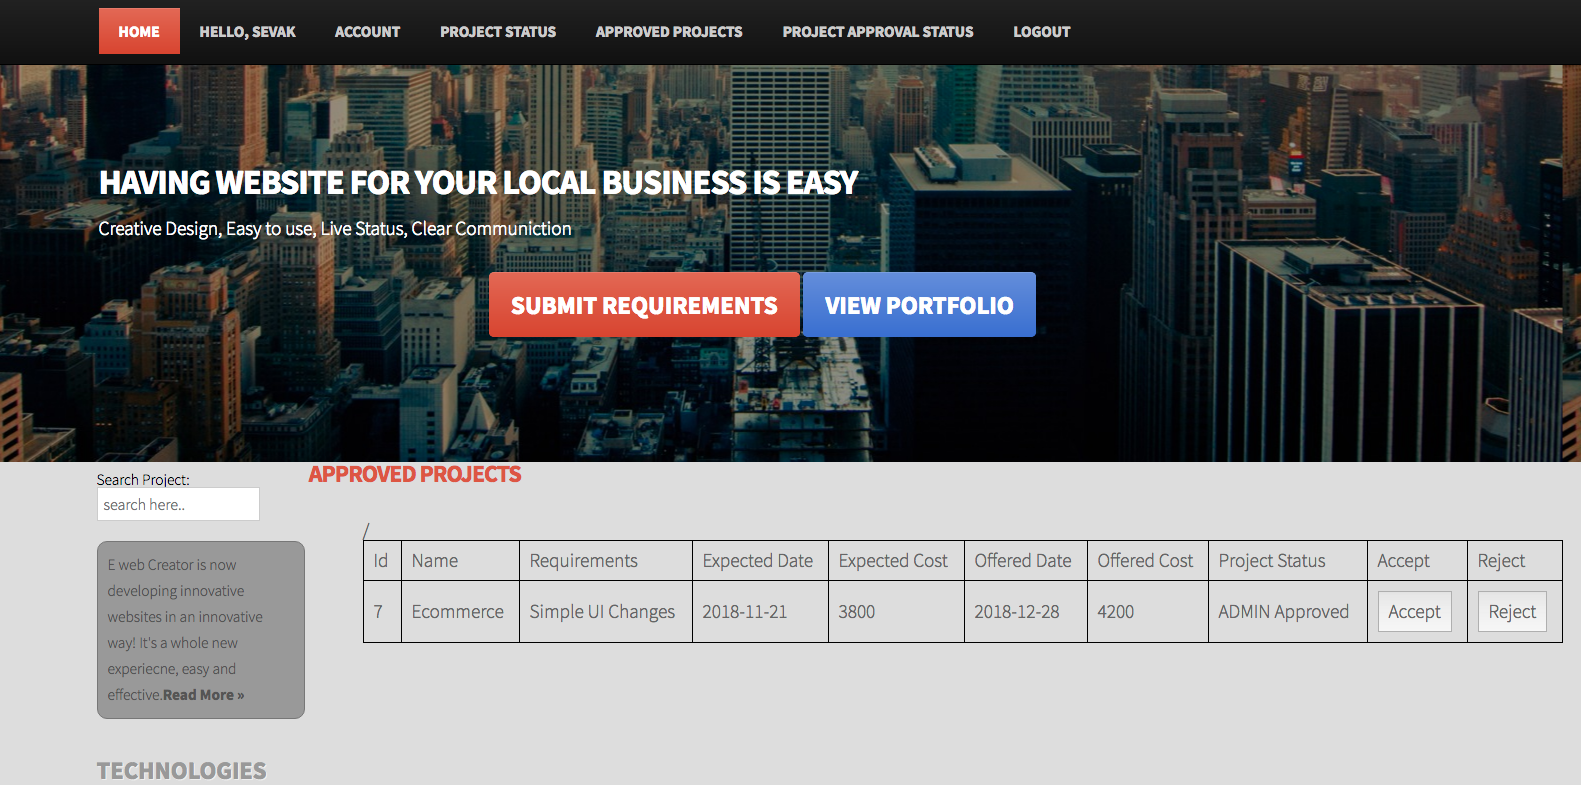 HOME HELLO, SEVAK ACCOUNT PROJECT STATUS APPROVED PROJECTS PROJECT APPROVAL STATUS LOGOUT
HAVING WEBSITE FOR YOUR LOCAL BUSINESS IS EASY
Creative Design, Easy to use, Live Status, Clear Communiction
SUBMIT REQUIREMENTS VIEW PORTFOLIO
Search Project:
search here..
E web Creator is now
developing innovative
websites in an innovative
way! It's a whole new
experiecne, easy and
effective.Read More »
TECHNOLOGIES
APPROVED PROJECTS
/
Id Name Requirements Expected Date Expected Cost Offered Date Offered Cost Project Status Accept Reject
7 Ecommerce Simple UI Changes 2018-11-21 3800 2018-12-28 4200 ADMIN Approved Accept Reject